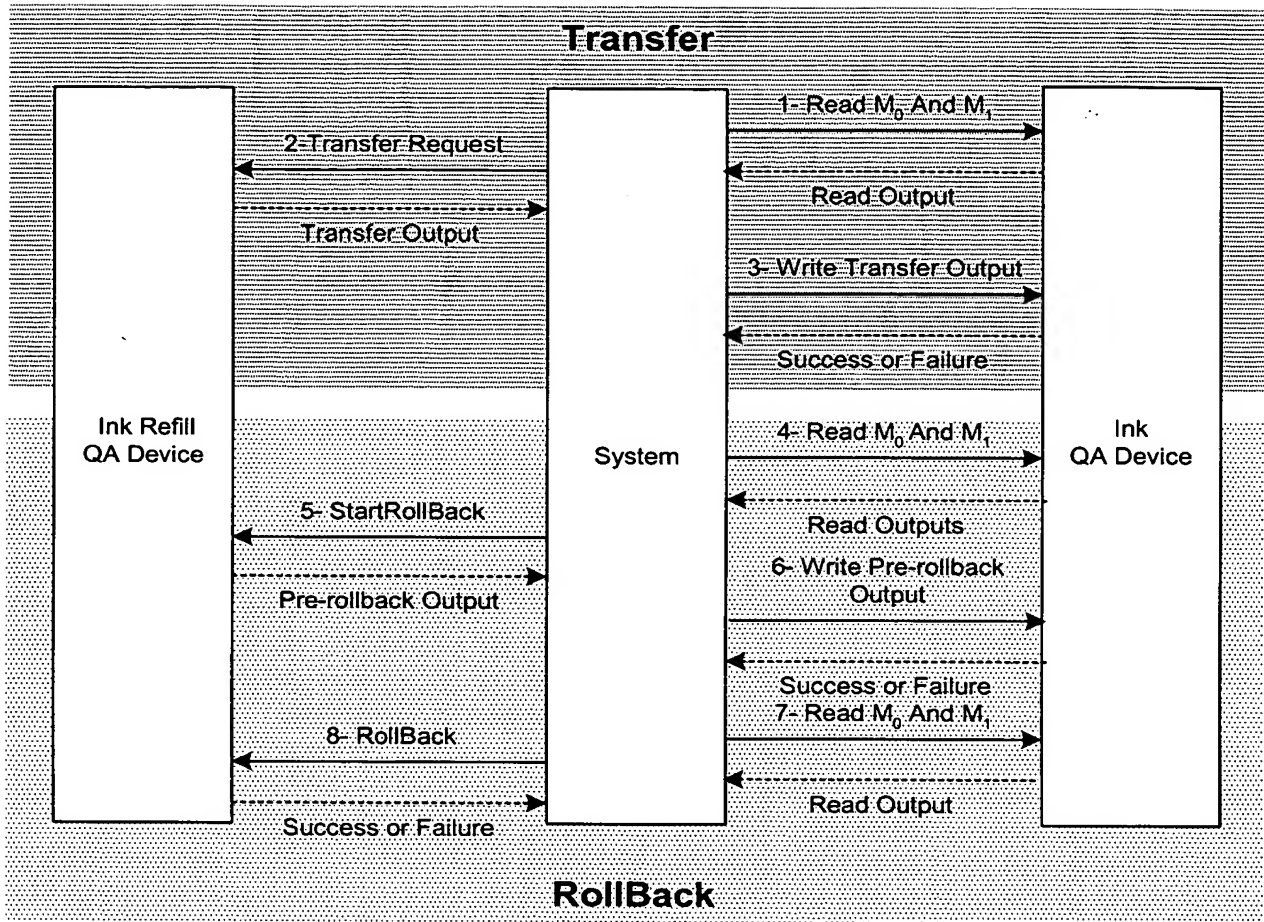 Transfer
1- Read M₀ And M₁
2-Transfer Request
Read Output
Transfer Output
3- Write Transfer Output
Success or Failure
Ink Refill
QA Device
System
Ink
QA Device
4- Read M₀ And M₁
Read Outputs
5- StartRollBack
Pre-rollback Output
6- Write Pre-rollback
Output
Success or Failure
7- Read M₀ And M₁
8- RollBack
Read Output
Success or Failure
RollBack